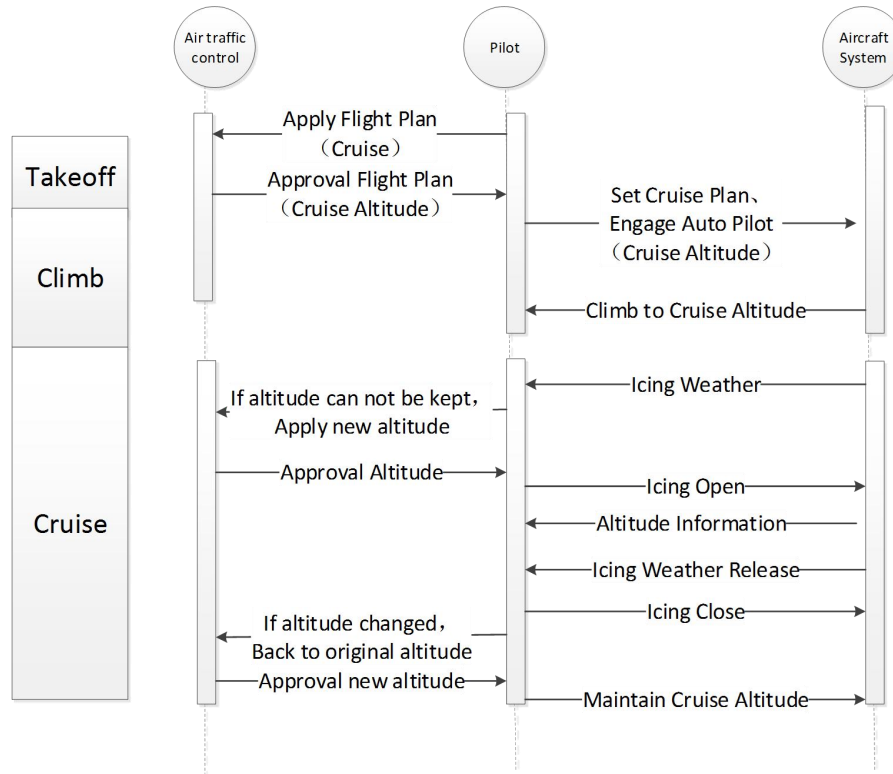 Air traffic
control
Pilot
Aircraft
System
Takeoff
Climb
Cruise
Apply Flight Plan
（Cruise）
Approval Flight Plan
（Cruise Altitude）
Set Cruise Plan、
Engage Auto Pilot
（Cruise Altitude）
Climb to Cruise Altitude
Icing Weather
If altitude can not be kept，
Apply new altitude
Approval Altitude
Icing Open
Altitude Information
Icing Weather Release
Icing Close
If altitude changed，
Back to original altitude
Approval new altitude
Maintain Cruise Altitude